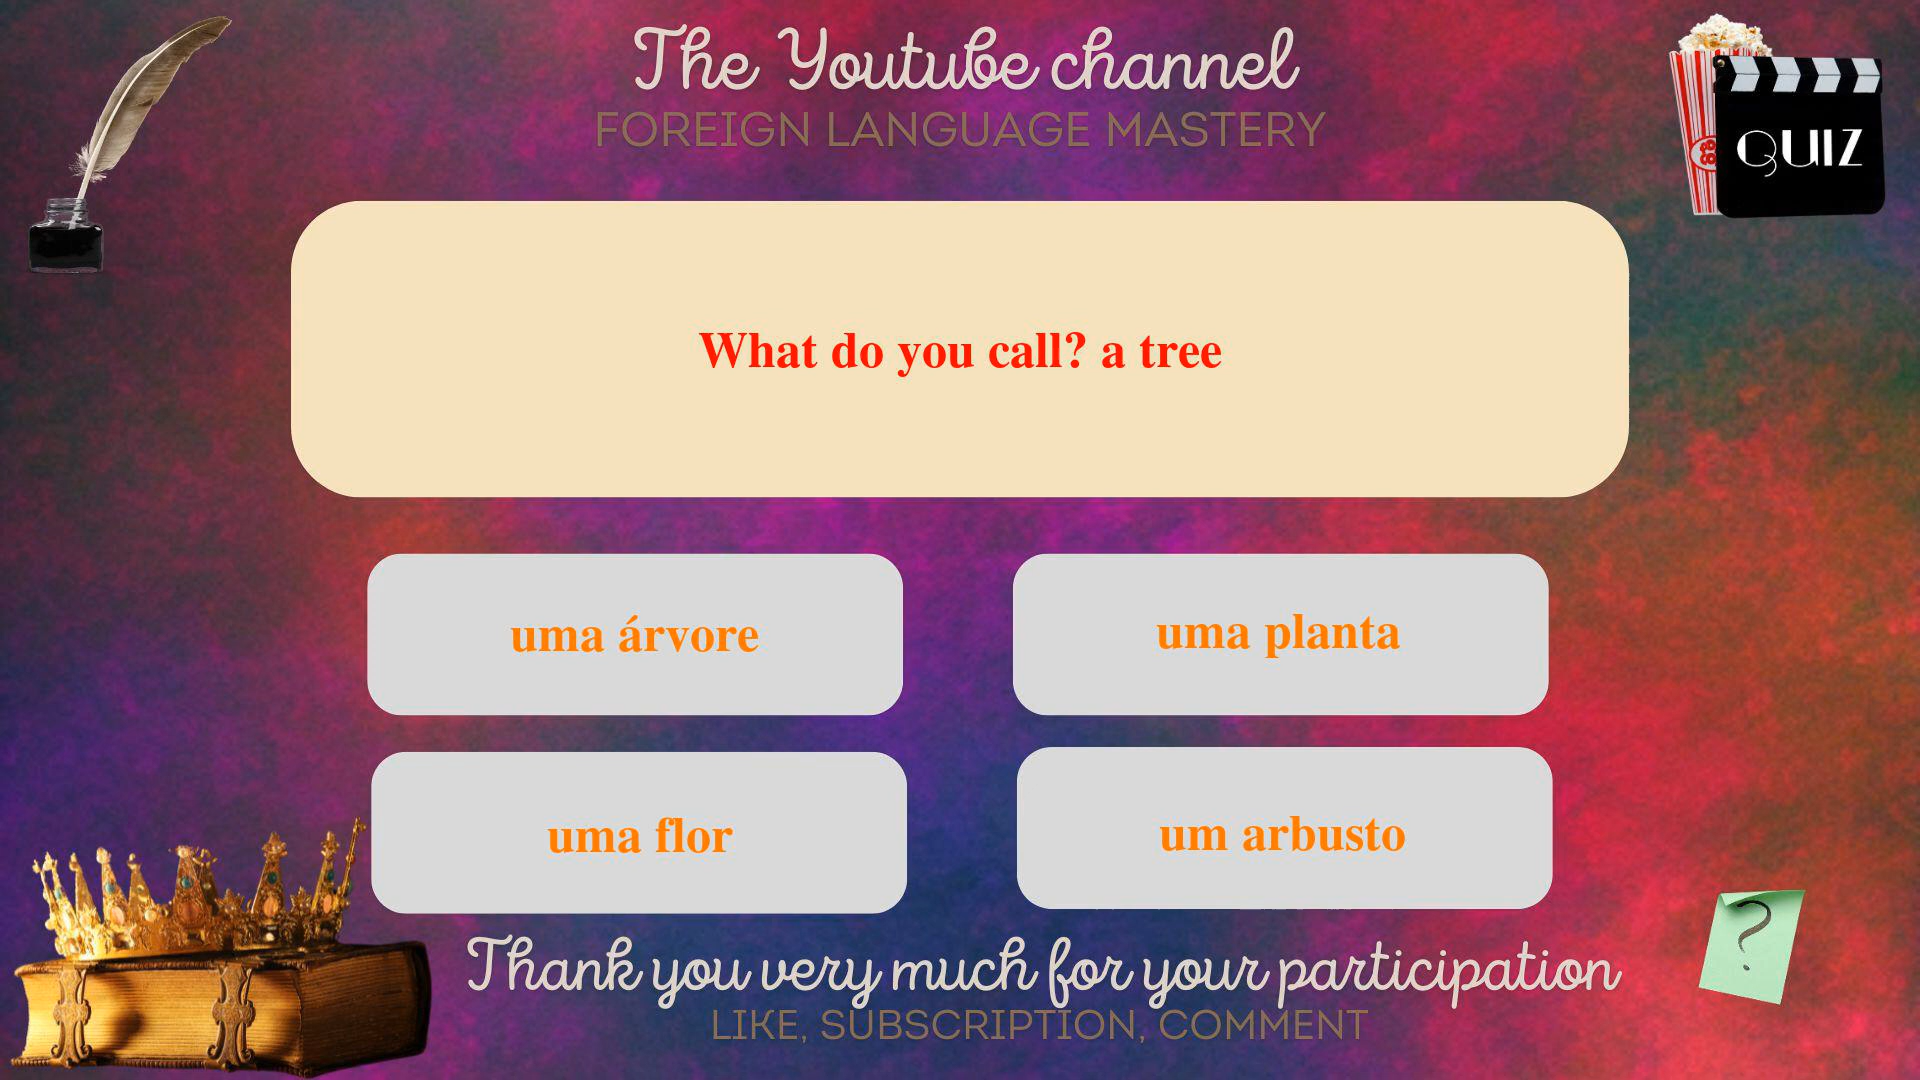 The Youtube channel
FOREIGN LANGUAGE MASTERY
QUIZ
What do you call? a tree
uma árvore
uma planta
uma flor
um arbusto
?
Thank you very much for your participation
LIKE, SUBSCRIPTION, COMMENT